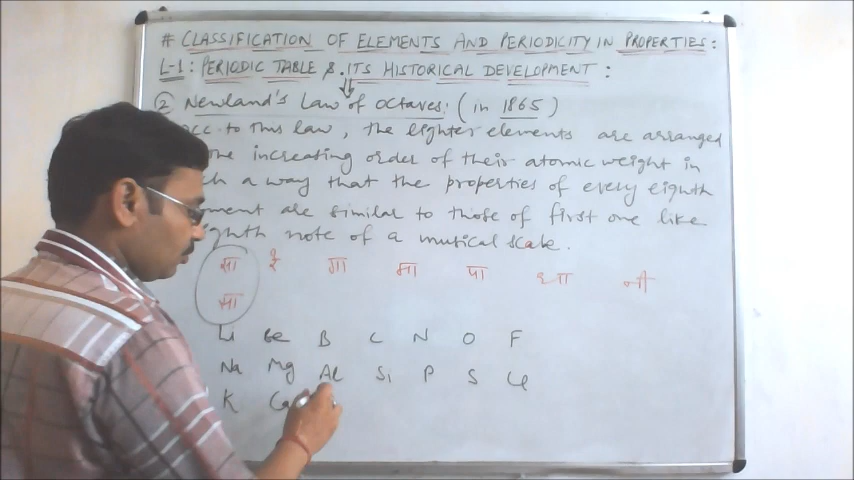 # CLASSIFICATION OF ELEMENTS AND PERIODICITY IN PROPERTIES:
L-1: PERIODIC TABLE & ITS HISTORICAL DEVELOPMENT:
② Newland's Law of octaves: (in 1865)
acc. to this law, the lighter elements are arranged
increasing order of their atomic weight in
a way that the properties of every eighth
are similar to those of first one like
note of a musical scale.
सा रे गा मा पा धा नी
सा
Li Be B C N O F
Na Mg Al Si P S Cl
K Ca